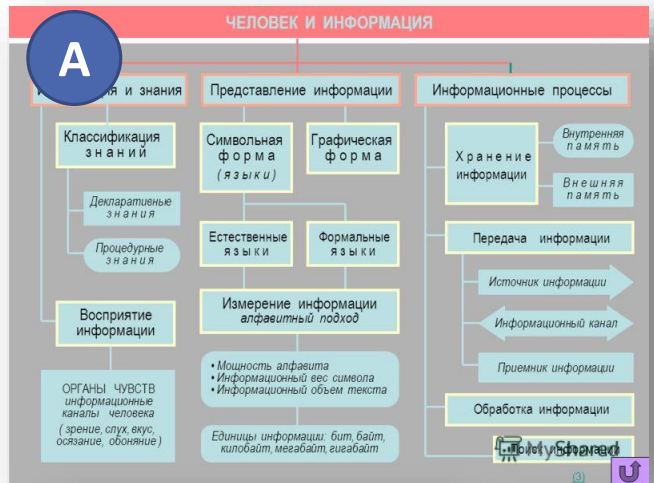 ЧЕЛОВЕК И ИНФОРМАЦИЯ
А
и знания
Классификация
знаний
Декларативные
знания
Процедурные
знания
Восприятие
информации
ОРГАНЫ ЧУВСТВ
информационные
каналы человека
(зрение, слух, вкус,
осязание, обоняние)
Представление информации
Символьная
форма
(языки)
Графическая
форма
Естественные
языки
Формальные
языки
Измерение информации
алфавитный подход
• Мощность алфавита
• Информационный вес символа
• Информационный объем текста
Единицы информации: бит, байт,
килобайт, мегабайт, гигабайт
Информационные процессы
Хранение
информации
Внутренняя
память
Внешняя
память
Передача информации
Источник информации
Информационный канал
Приемник информации
Обработка информации
Поиск информации
MyShared
(3)